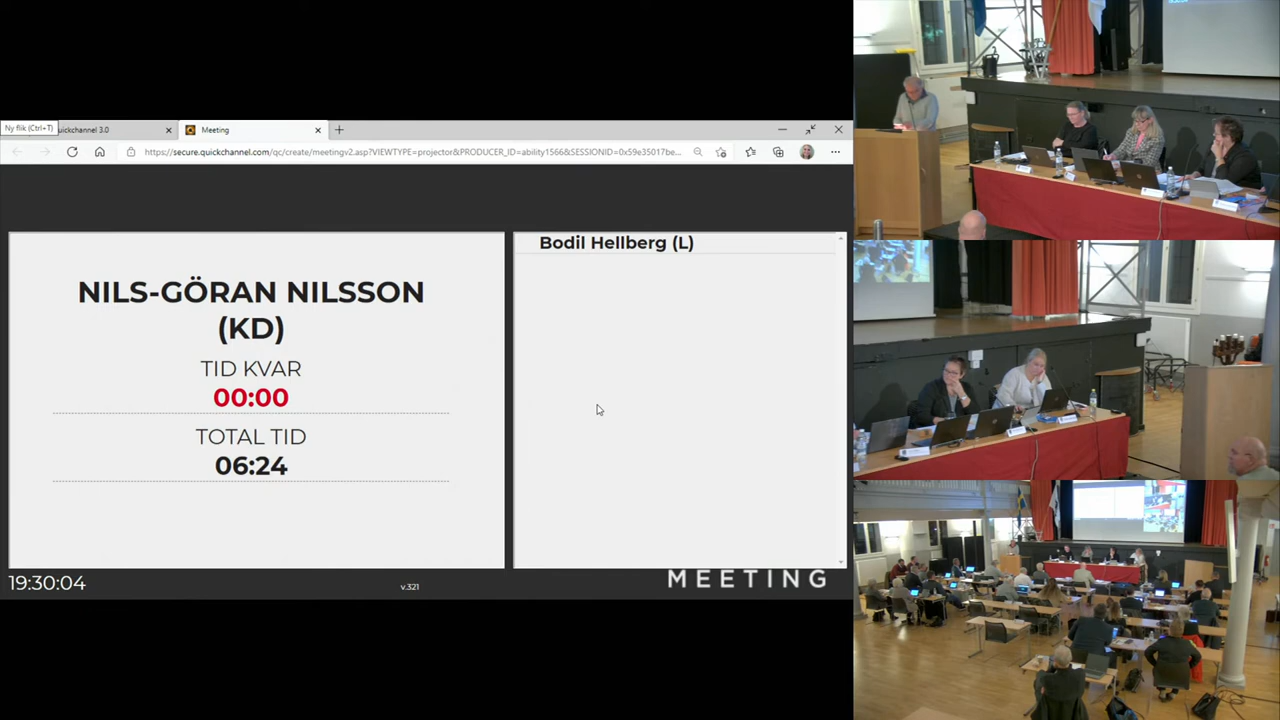 Ny flik (Ctrl+T)
uickchannel 3.0
Meeting
https://secure.quickchannel.com/qc/create/meetingv2.asp?VIEWTYPE=projector&PRODUCER_ID=ability1566&SESSIONID=0x59e35017be...
NILS-GÖRAN NILSSON
(KD)
TID KVAR
00:00
TOTAL TID
06:24
Bodil Hellberg (L)
19:30:04
v.321
MEETING